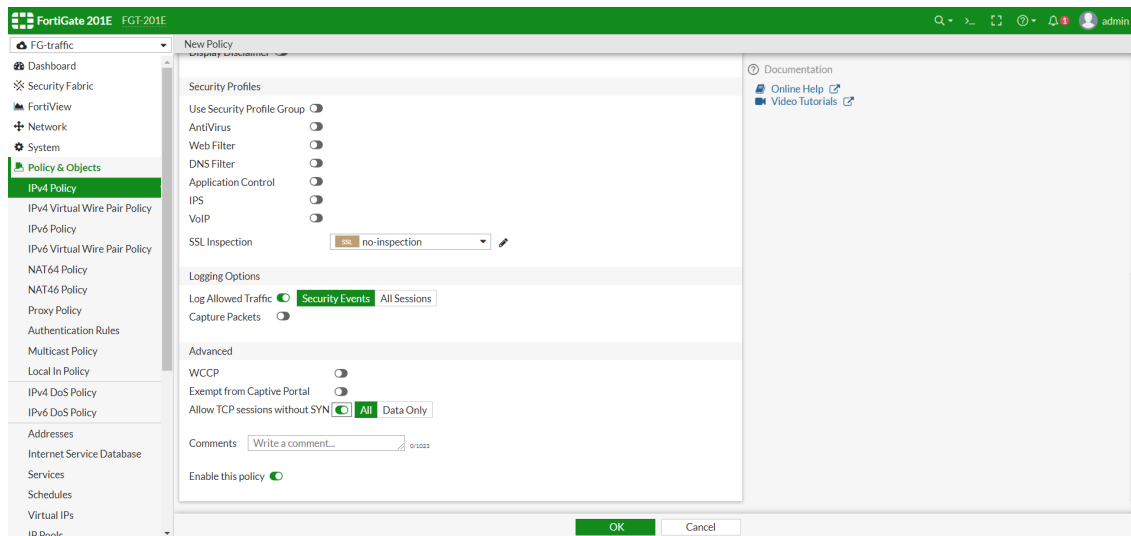 FortiGate 201E FGT-201E
admin
FG-traffic
New Policy
Dashboard
Display Disclaimer
Documentation
Security Fabric
Security Profiles
Online Help
FortiView
Use Security Profile Group
Video Tutorials
Network
AntiVirus
System
Web Filter
Policy & Objects
DNS Filter
IPv4 Policy
Application Control
IPv4 Virtual Wire Pair Policy
IPS
IPv6 Policy
VoIP
IPv6 Virtual Wire Pair Policy
SSL Inspection SSL no-inspection
NAT64 Policy
Logging Options
NAT46 Policy
Log Allowed Traffic Security Events All Sessions
Proxy Policy
Capture Packets
Authentication Rules
Multicast Policy
Advanced
Local In Policy
WCCP
IPv4 DoS Policy
Exempt from Captive Portal
IPv6 DoS Policy
Allow TCP sessions without SYN All Data Only
Addresses
Comments Write a comment... 0/1023
Internet Service Database
Services
Enable this policy
Schedules
Virtual IPs
OK Cancel
IP Pools